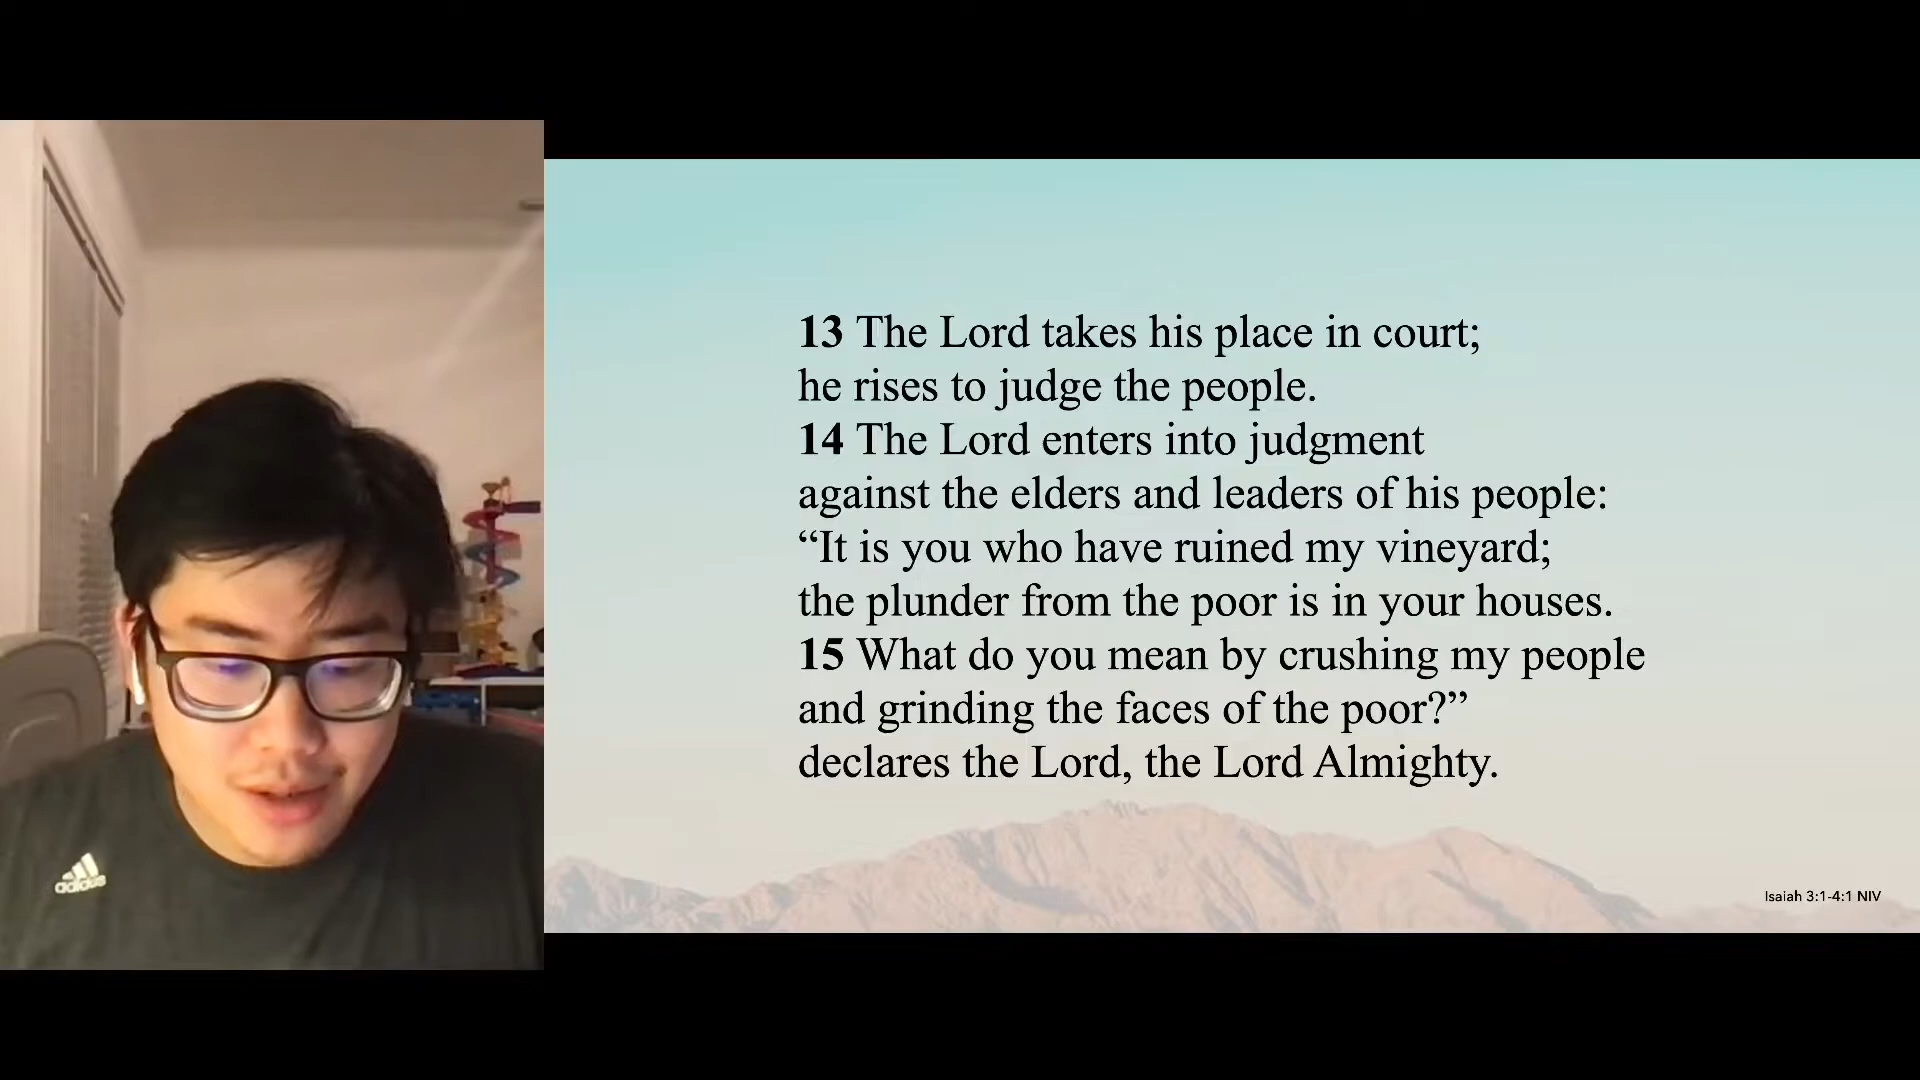 13 The Lord takes his place in court;
he rises to judge the people.
14 The Lord enters into judgment
against the elders and leaders of his people:
“It is you who have ruined my vineyard;
the plunder from the poor is in your houses.
15 What do you mean by crushing my people
and grinding the faces of the poor?”
declares the Lord, the Lord Almighty.
Isaiah 3:1-4:1 NIV
adidas